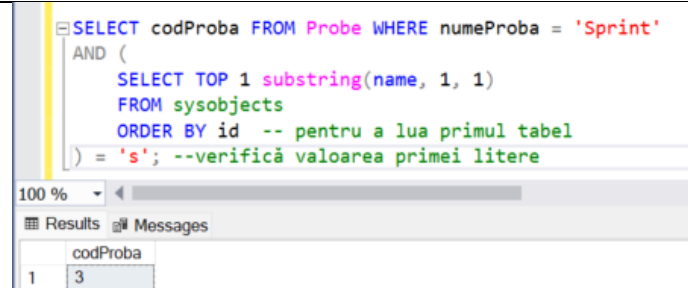 SELECT codProba FROM Probe WHERE numeProba = 'Sprint'
AND (
SELECT TOP 1 substring(name, 1, 1)
FROM sysobjects
ORDER BY id -- pentru a lua primul tabel
) = 's'; --verifică valoarea primei litere
100 %
Results Messages
codProba
1 3